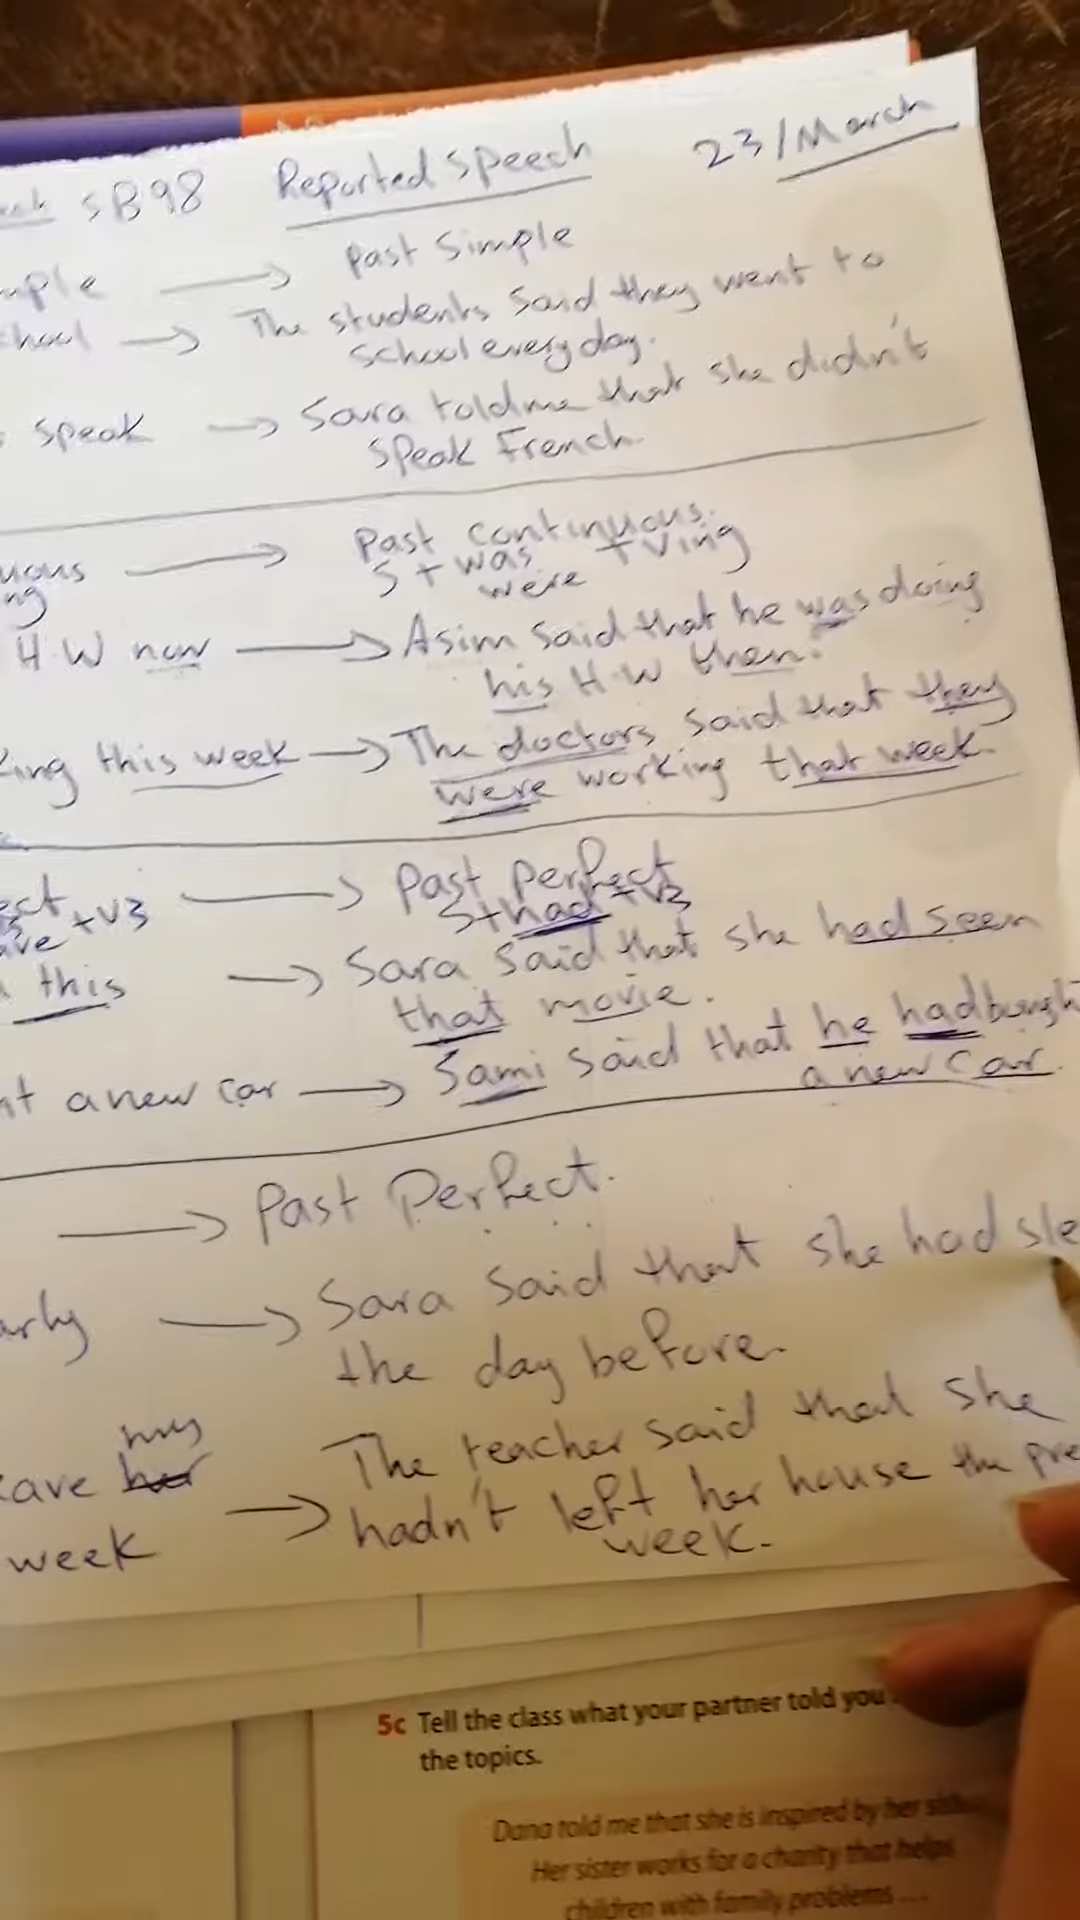 SB98 Reported Speech 23/March
Past Simple
The students said they went to
school every day.
speak → Sara told me that she didn't
speak French.
Past continuous.
S + was + Ving
were
H.W now → Asim said that he was doing
his H.W then.
this week → The doctors said that they
were working that week.
+V3 → Past perfect
S+had+V3
this → Sara said that she had seen
that movie.
a new car → Sami said that he had
a new car.
→ Past Perfect.
→ Sara said that she had
the day before.
my
her The teacher said that she
week → hadn't left her house the
week.
5c Tell the class what your partner told you
the topics.
Dana told me that she is inspired by her
Her sister works for a charity that helps
children with family problems ...